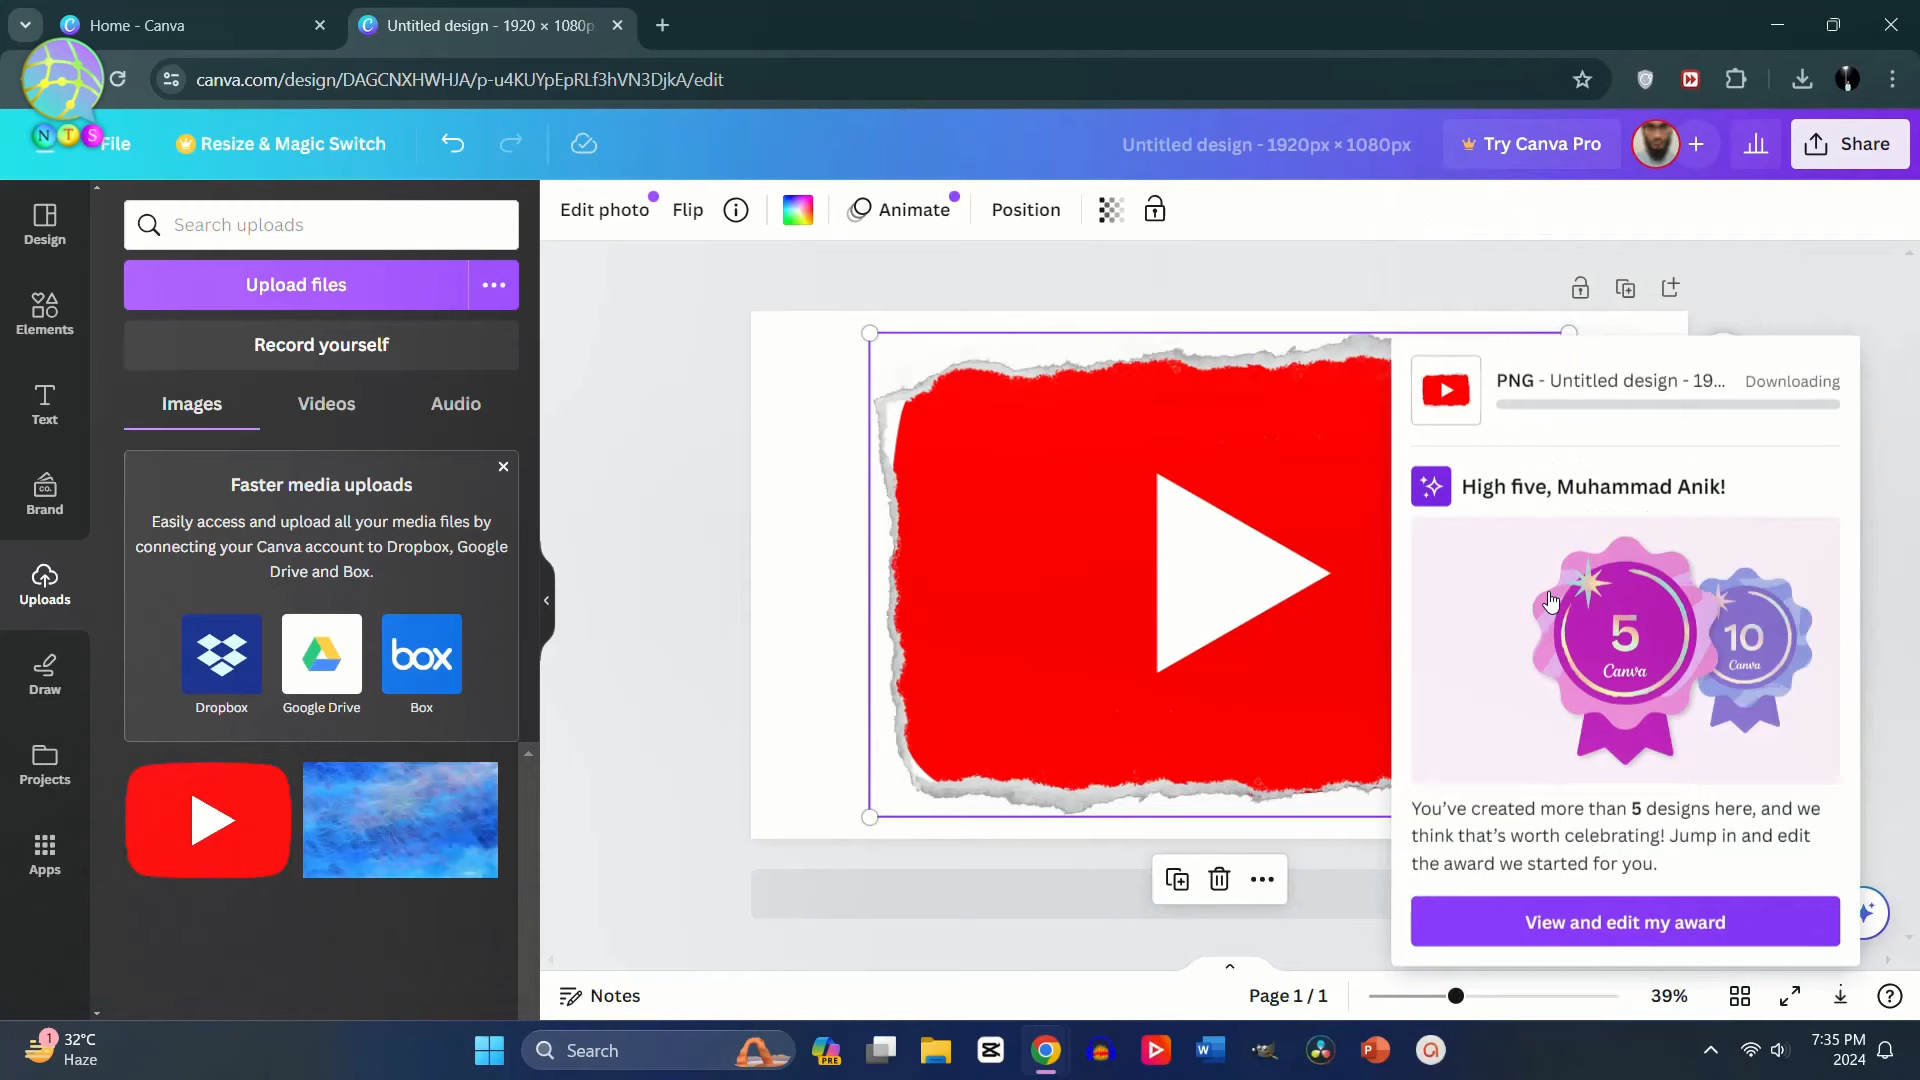 Home - Canva
Untitled design - 1920 × 1080p
canva.com/design/DAGCNXHWHJA/p-u4KUYpEpRLf3hVN3DjkA/edit
N T S
File
Resize & Magic Switch
Untitled design - 1920px × 1080px
Try Canva Pro
Share
Design
Elements
Text
Brand
Uploads
Draw
Projects
Apps
Search uploads
Upload files
Record yourself
Images
Videos
Audio
Faster media uploads
Easily access and upload all your media files by
connecting your Canva account to Dropbox, Google
Drive and Box.
box
Dropbox
Google Drive
Box
Edit photo
Flip
Animate
Position
PNG - Untitled design - 19...
Downloading
High five, Muhammad Anik!
5
Canva
10
Canva
You've created more than 5 designs here, and we
think that's worth celebrating! Jump in and edit
the award we started for you.
View and edit my award
Notes
Page 1 / 1
39%
1
32°C
Haze
Search
PRE
7:35 PM
2024